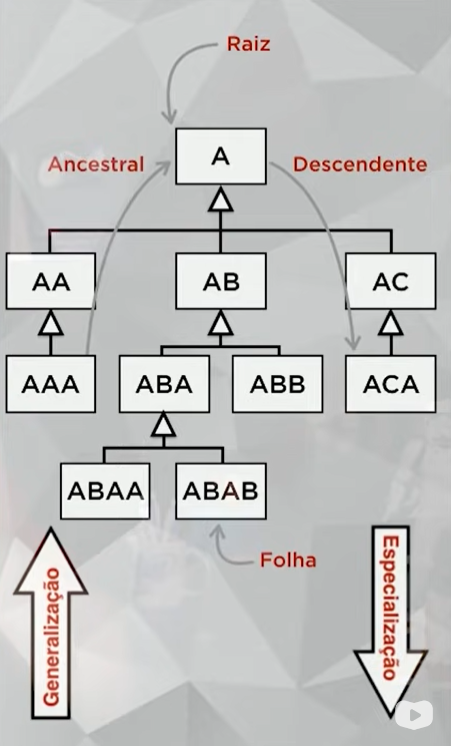 Raiz
A
Ancestral
Descendente
AA
AB
AC
AAA
ABA
ABB
ACA
ABAA
ABAB
Folha
Generalização
Especialização